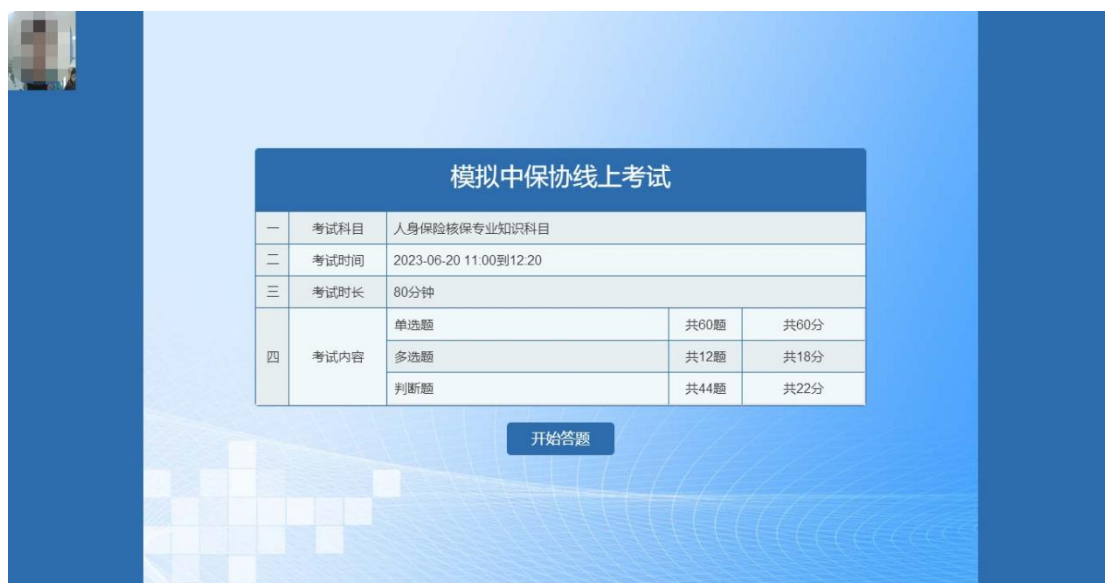 模拟中保协线上考试
一 考试科目 人身保险核保专业知识科目
二 考试时间 2023-06-20 11:00到12:20
三 考试时长 80分钟
四 考试内容 单选题 共60题 共60分
多选题 共12题 共18分
判断题 共44题 共22分
开始答题